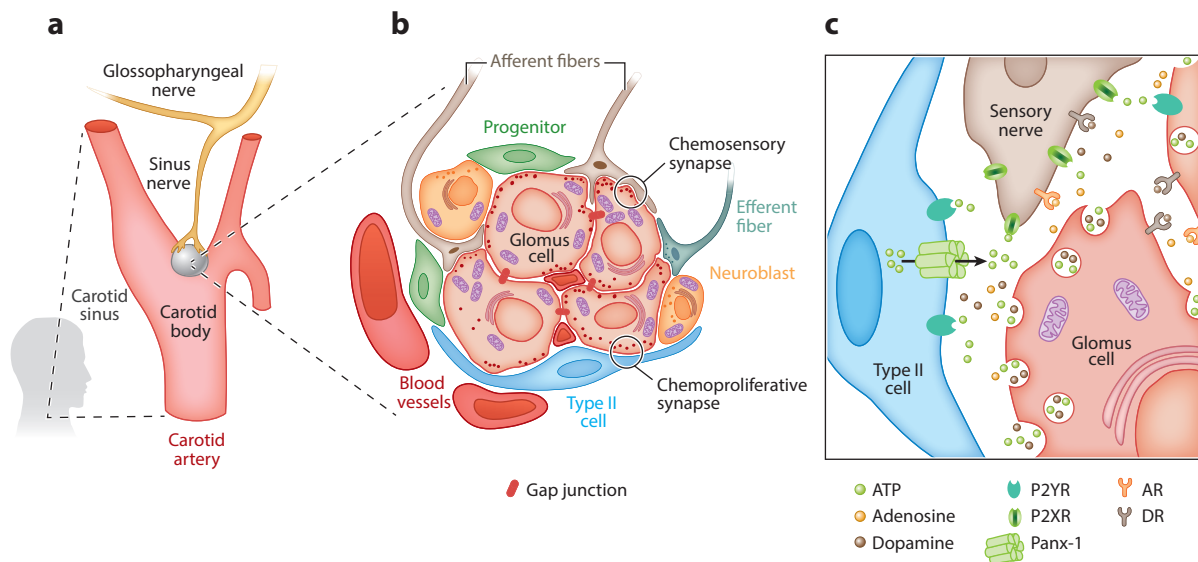 a
Glossopharyngeal
nerve
Sinus
nerve
Carotid
sinus
Carotid
body
Carotid
artery
b
Afferent fibers
Progenitor
Chemosensory
synapse
Efferent
fiber
Glomus
cell
Neuroblast
Blood
vessels
Type II
cell
Chemoproliferative
synapse
Gap junction
c
Sensory
nerve
Type II
cell
Glomus
cell
ATP
Adenosine
Dopamine
P2YR
P2XR
Panx-1
AR
DR